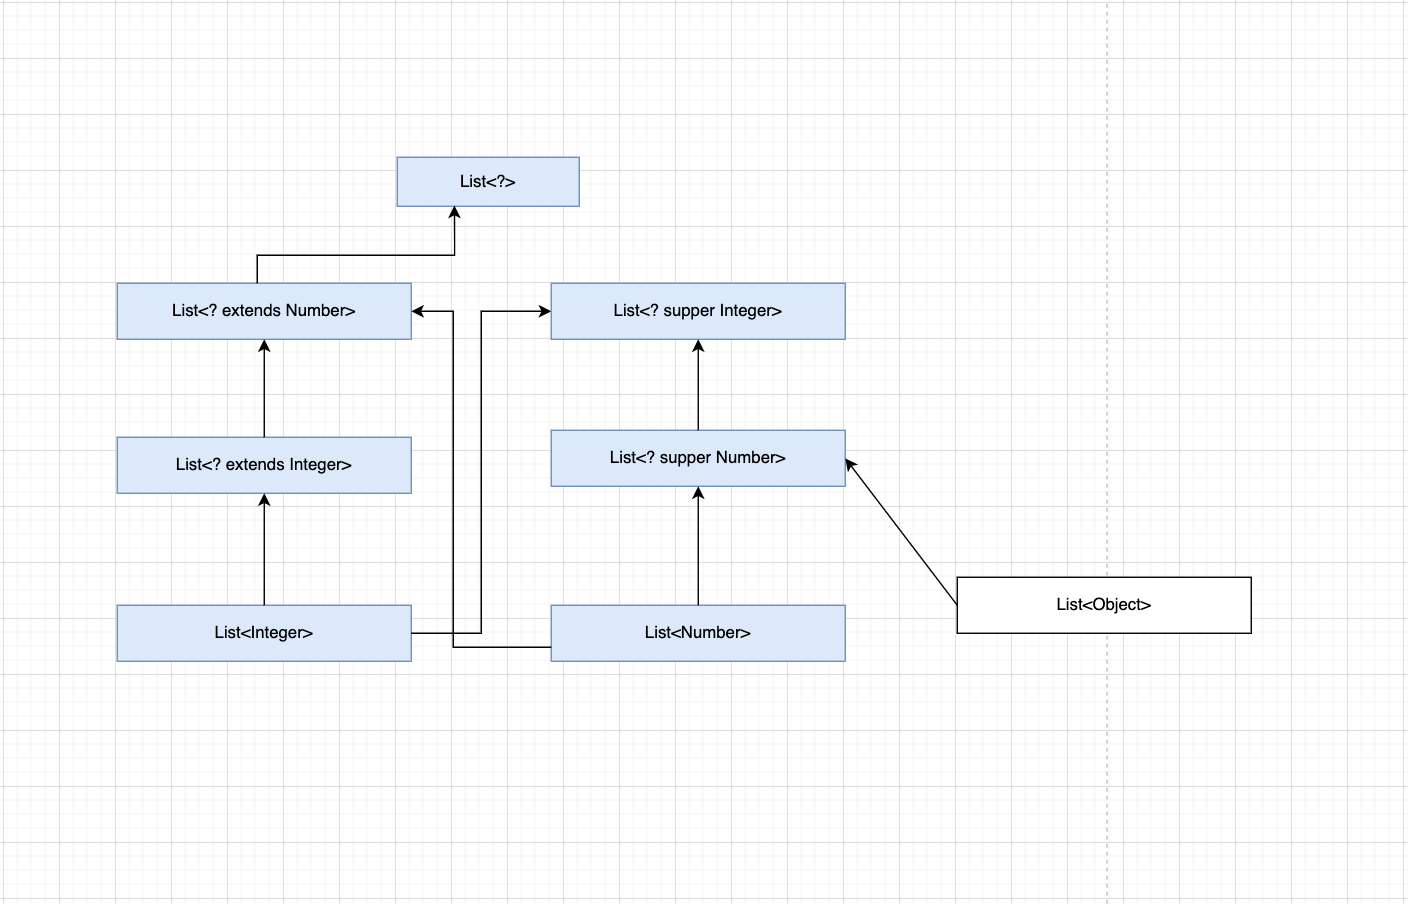 List<?>
List<? extends Number>
List<? supper Integer>
List<? extends Integer>
List<? supper Number>
List<Integer>
List<Number>
List<Object>